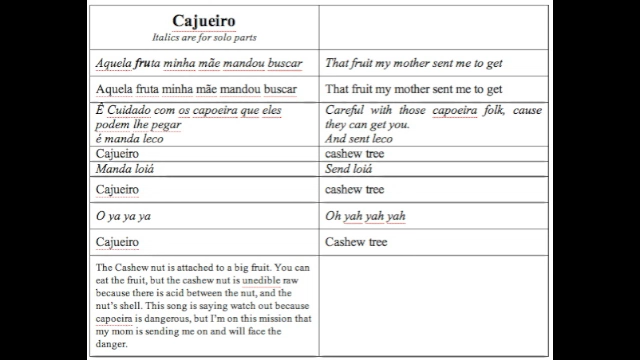 Cajueiro
Italics are for solo parts
Aquela fruta minha mãe mandou buscar
That fruit my mother sent me to get
Aquela fruta minha mãe mandou buscar
That fruit my mother sent me to get
Ê Cuidado com os capoeira que eles
podem lhe pegar
é manda leco
Careful with those capoeira folk, cause
they can get you.
And sent leco
Cajueiro
cashew tree
Manda loiá
Send loiá
Cajueiro
cashew tree
O ya ya ya
Oh yah yah yah
Cajueiro
Cashew tree
The Cashew nut is attached to a big fruit. You can
eat the fruit, but the cashew nut is unedible raw
because there is acid between the nut, and the
nut's shell. This song is saying watch out because
capoeira is dangerous, but I'm on this mission that
my mom is sending me on and will face the
danger.